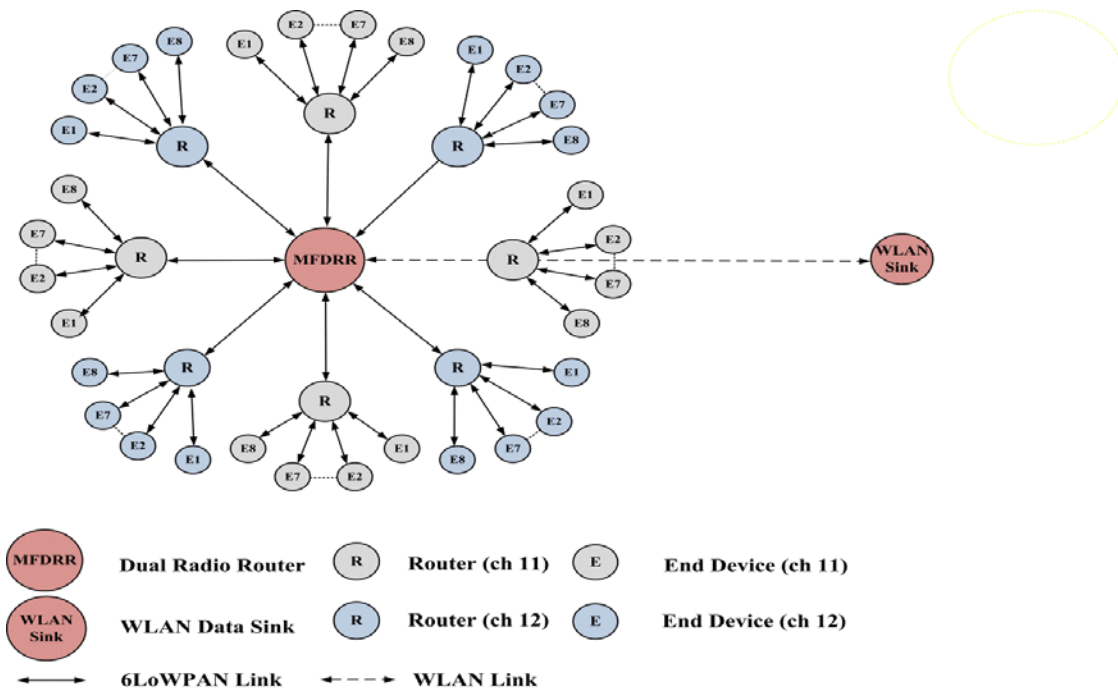 E2 E7
E1 E8
R
E8
E7
E2
E1
R
E1
E2
E7
E8
R
E8
E7
E2
E1
R
MFDRR
E1
E2
E7
E8
R
WLAN
Sink
E8
E7
E2
E1
R
R
E8
E7 E2
E1
R
E1
E2
E7
E8
MFDRR Dual Radio Router
R Router (ch 11)
E End Device (ch 11)
WLAN
Sink
WLAN Data Sink
R Router (ch 12)
E End Device (ch 12)
6LoWPAN Link
WLAN Link